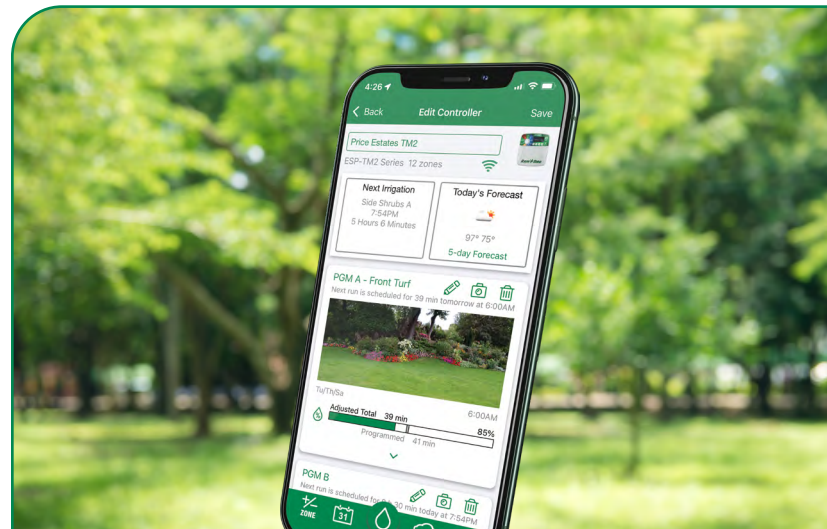 4:26
Back Edit Controller Save
Price Estates TM2
ESP-TM2 Series 12 zones
Next Irrigation
Side Shrubs A
7:54PM
5 Hours 6 Minutes
Today's Forecast
97° 75°
5-day Forecast
PGM A - Front Turf
Next run is scheduled for 39 min tomorrow at 6:00AM
Tu/Th/Sa 6:00AM
Adjusted Total 39 min 85%
Programmed 41 min
PGM B
Next run is scheduled for 30 min today at 7:54PM
ZONE
31